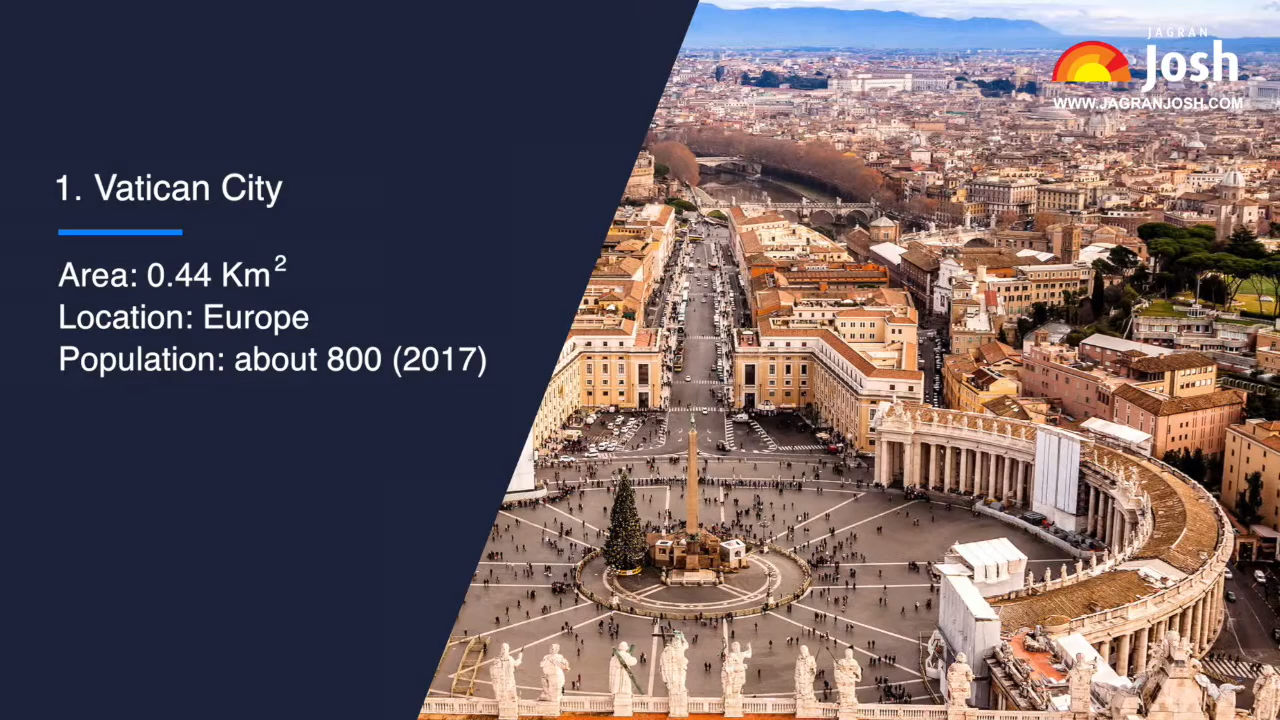 1. Vatican City
Area: 0.44 Km²
Location: Europe
Population: about 800 (2017)
JAGRAN
Josh
WWW.JAGRANJOSH.COM